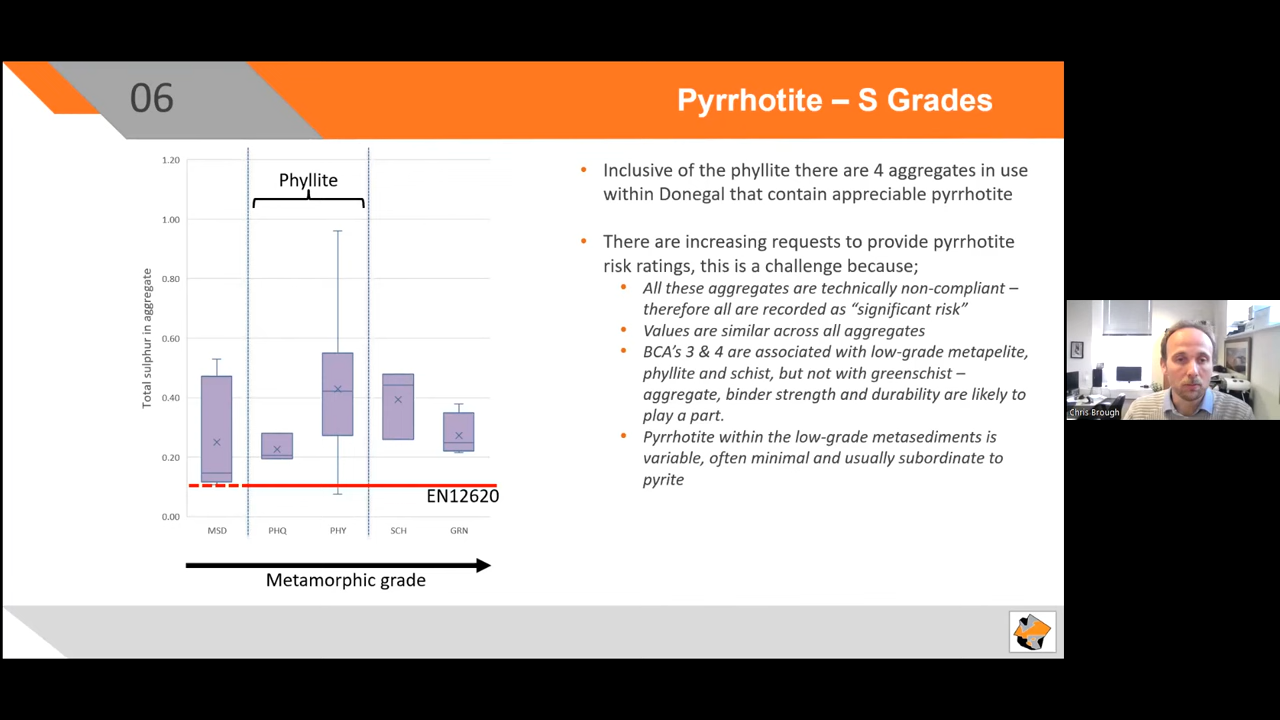 06
Pyrrhotite – S Grades
Total sulphur in aggregate
1.20
1.00
0.80
0.60
0.40
0.20
0.00
Phyllite
EN12620
MSD
PHQ
PHY
SCH
GRN
Metamorphic grade
• Inclusive of the phyllite there are 4 aggregates in use
within Donegal that contain appreciable pyrrhotite
• There are increasing requests to provide pyrrhotite
risk ratings, this is a challenge because;
• All these aggregates are technically non-compliant –
therefore all are recorded as “significant risk”
• Values are similar across all aggregates
• BCA’s 3 & 4 are associated with low-grade metapelite,
phyllite and schist, but not with greenschist –
aggregate, binder strength and durability are likely to
play a part.
• Pyrrhotite within the low-grade metasediments is
variable, often minimal and usually subordinate to
pyrite
Chris Brough